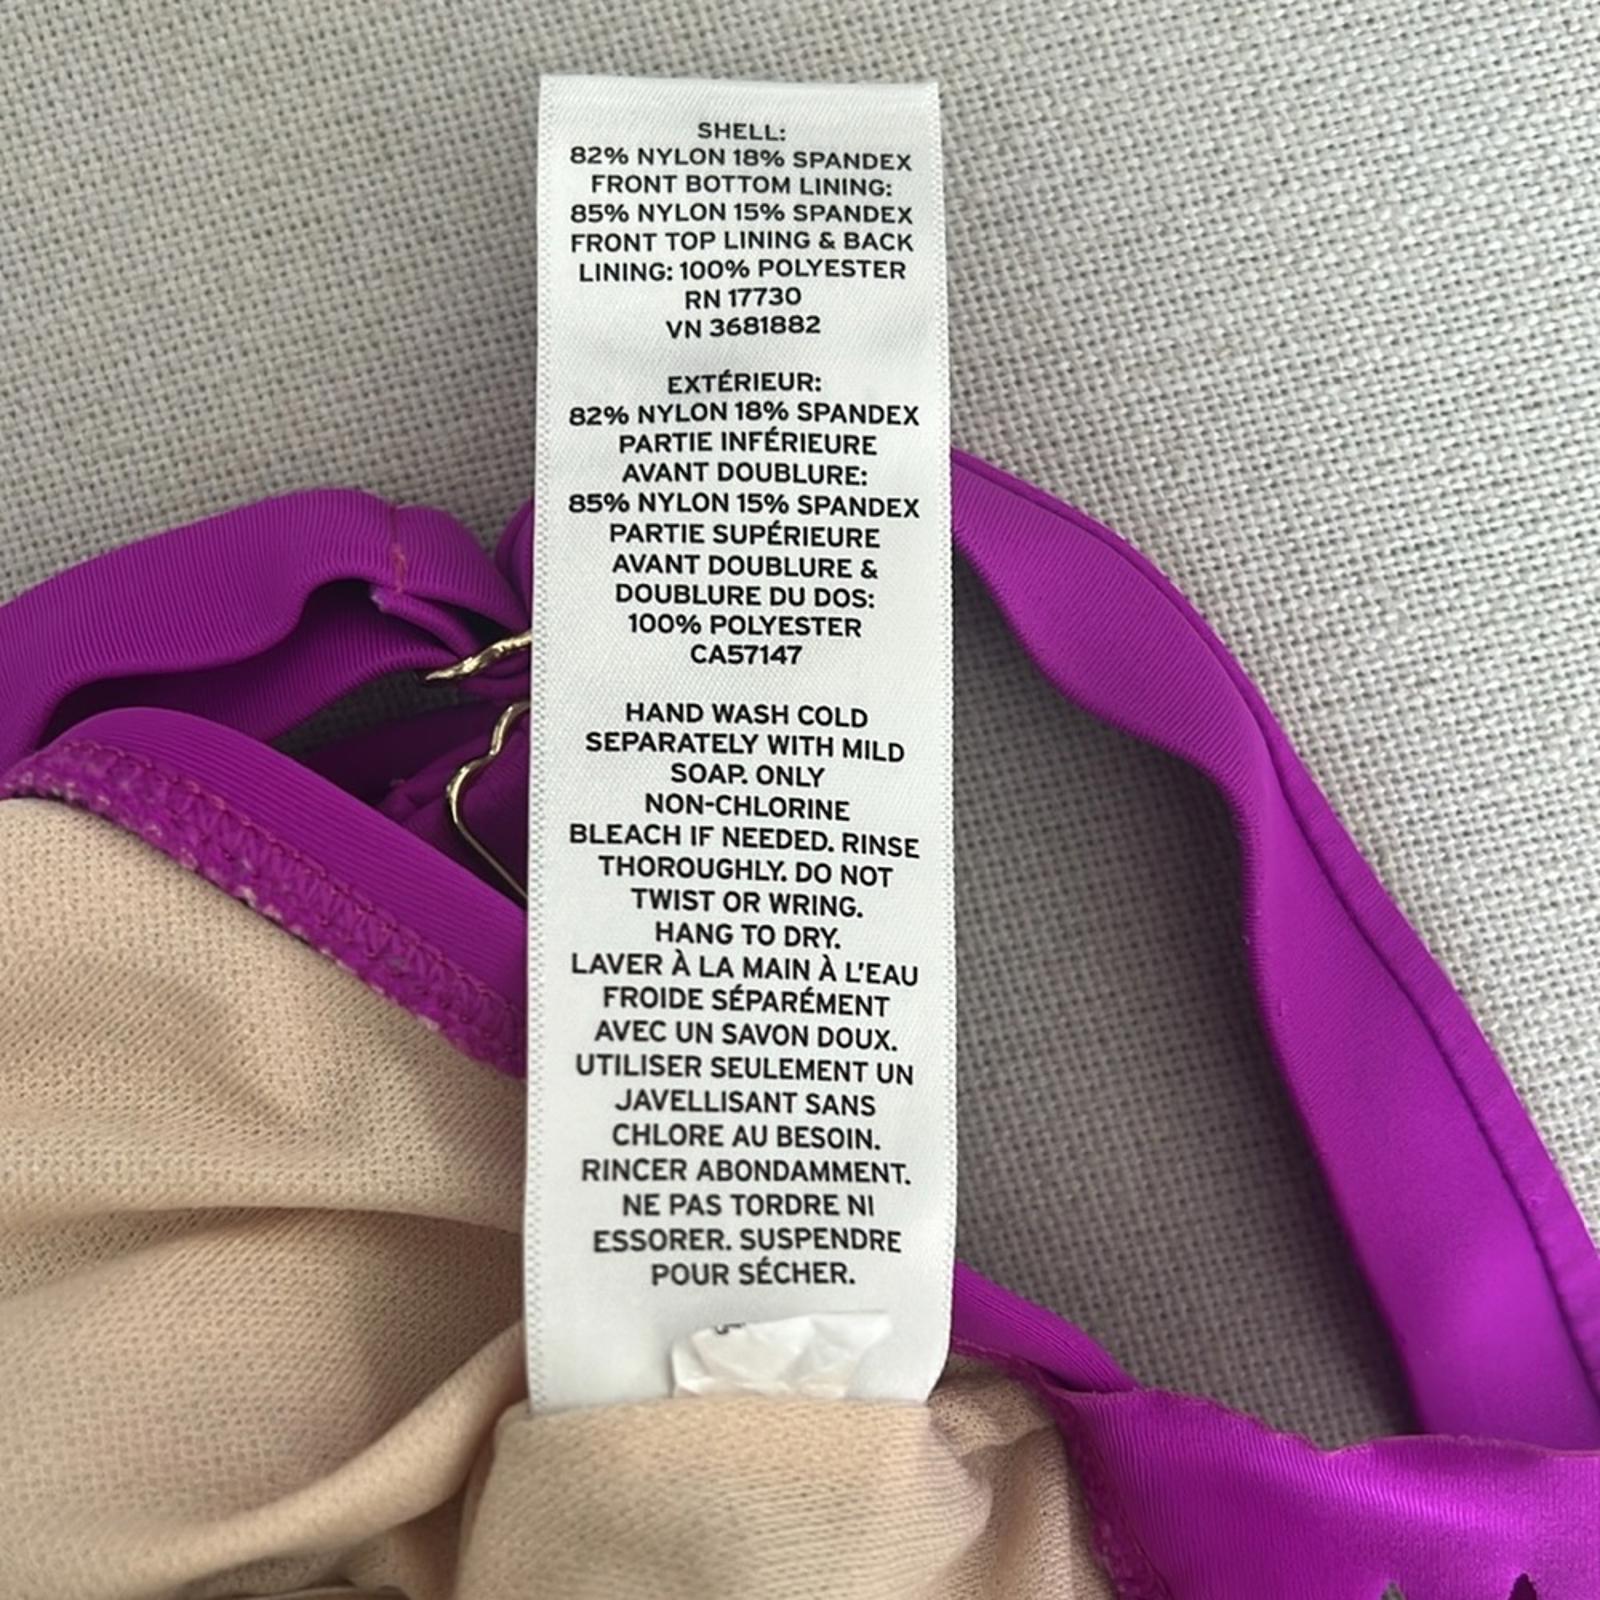 SHELL:
82% NYLON 18% SPANDEX
FRONT BOTTOM LINING:
85% NYLON 15% SPANDEX
FRONT TOP LINING & BACK
LINING: 100% POLYESTER
RN 17730
VN 3681882
EXTÉRIEUR:
82% NYLON 18% SPANDEX
PARTIE INFÉRIEURE
AVANT DOUBLURE:
85% NYLON 15% SPANDEX
PARTIE SUPÉRIEURE
AVANT DOUBLURE &
DOUBLURE DU DOS:
100% POLYESTER
CA57147
HAND WASH COLD
SEPARATELY WITH MILD
SOAP. ONLY
NON-CHLORINE
BLEACH IF NEEDED. RINSE
THOROUGHLY. DO NOT
TWIST OR WRING.
HANG TO DRY.
LAVER À LA MAIN À L'EAU
FROIDE SÉPARÉMENT
AVEC UN SAVON DOUX.
UTILISER SEULEMENT UN
JAVELLISANT SANS
CHLORE AU BESOIN.
RINCER ABONDAMMENT.
NE PAS TORDRE NI
ESSORER. SUSPENDRE
POUR SÉCHER.